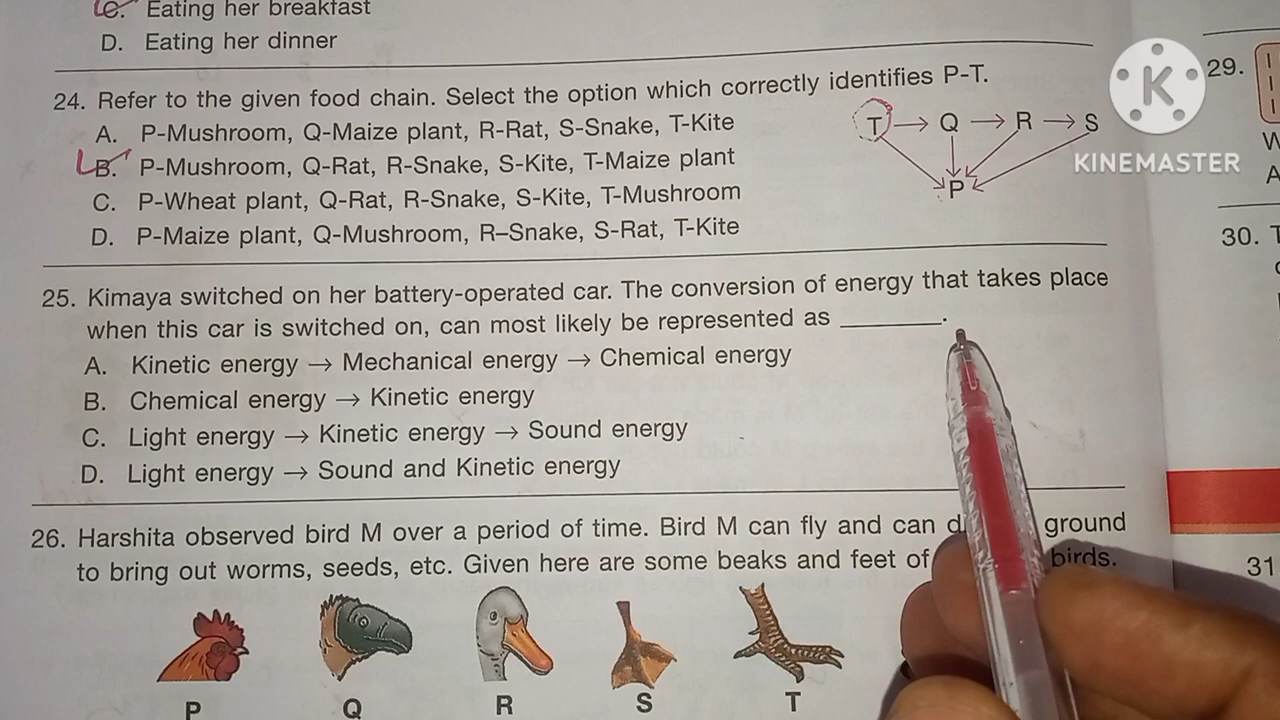 C. Eating her breakfast
D. Eating her dinner
24. Refer to the given food chain. Select the option which correctly identifies P-T.
A. P-Mushroom, Q-Maize plant, R-Rat, S-Snake, T-Kite
B. P-Mushroom, Q-Rat, R-Snake, S-Kite, T-Maize plant
C. P-Wheat plant, Q-Rat, R-Snake, S-Kite, T-Mushroom
D. P-Maize plant, Q-Mushroom, R–Snake, S-Rat, T-Kite
T → Q → R → S
P
K
KINEMASTER
25. Kimaya switched on her battery-operated car. The conversion of energy that takes place
when this car is switched on, can most likely be represented as ________.
A. Kinetic energy → Mechanical energy → Chemical energy
B. Chemical energy → Kinetic energy
C. Light energy → Kinetic energy → Sound energy
D. Light energy → Sound and Kinetic energy
26. Harshita observed bird M over a period of time. Bird M can fly and can ground
to bring out worms, seeds, etc. Given here are some beaks and feet of birds.
P Q R S T
29.
W
A
30. T
31